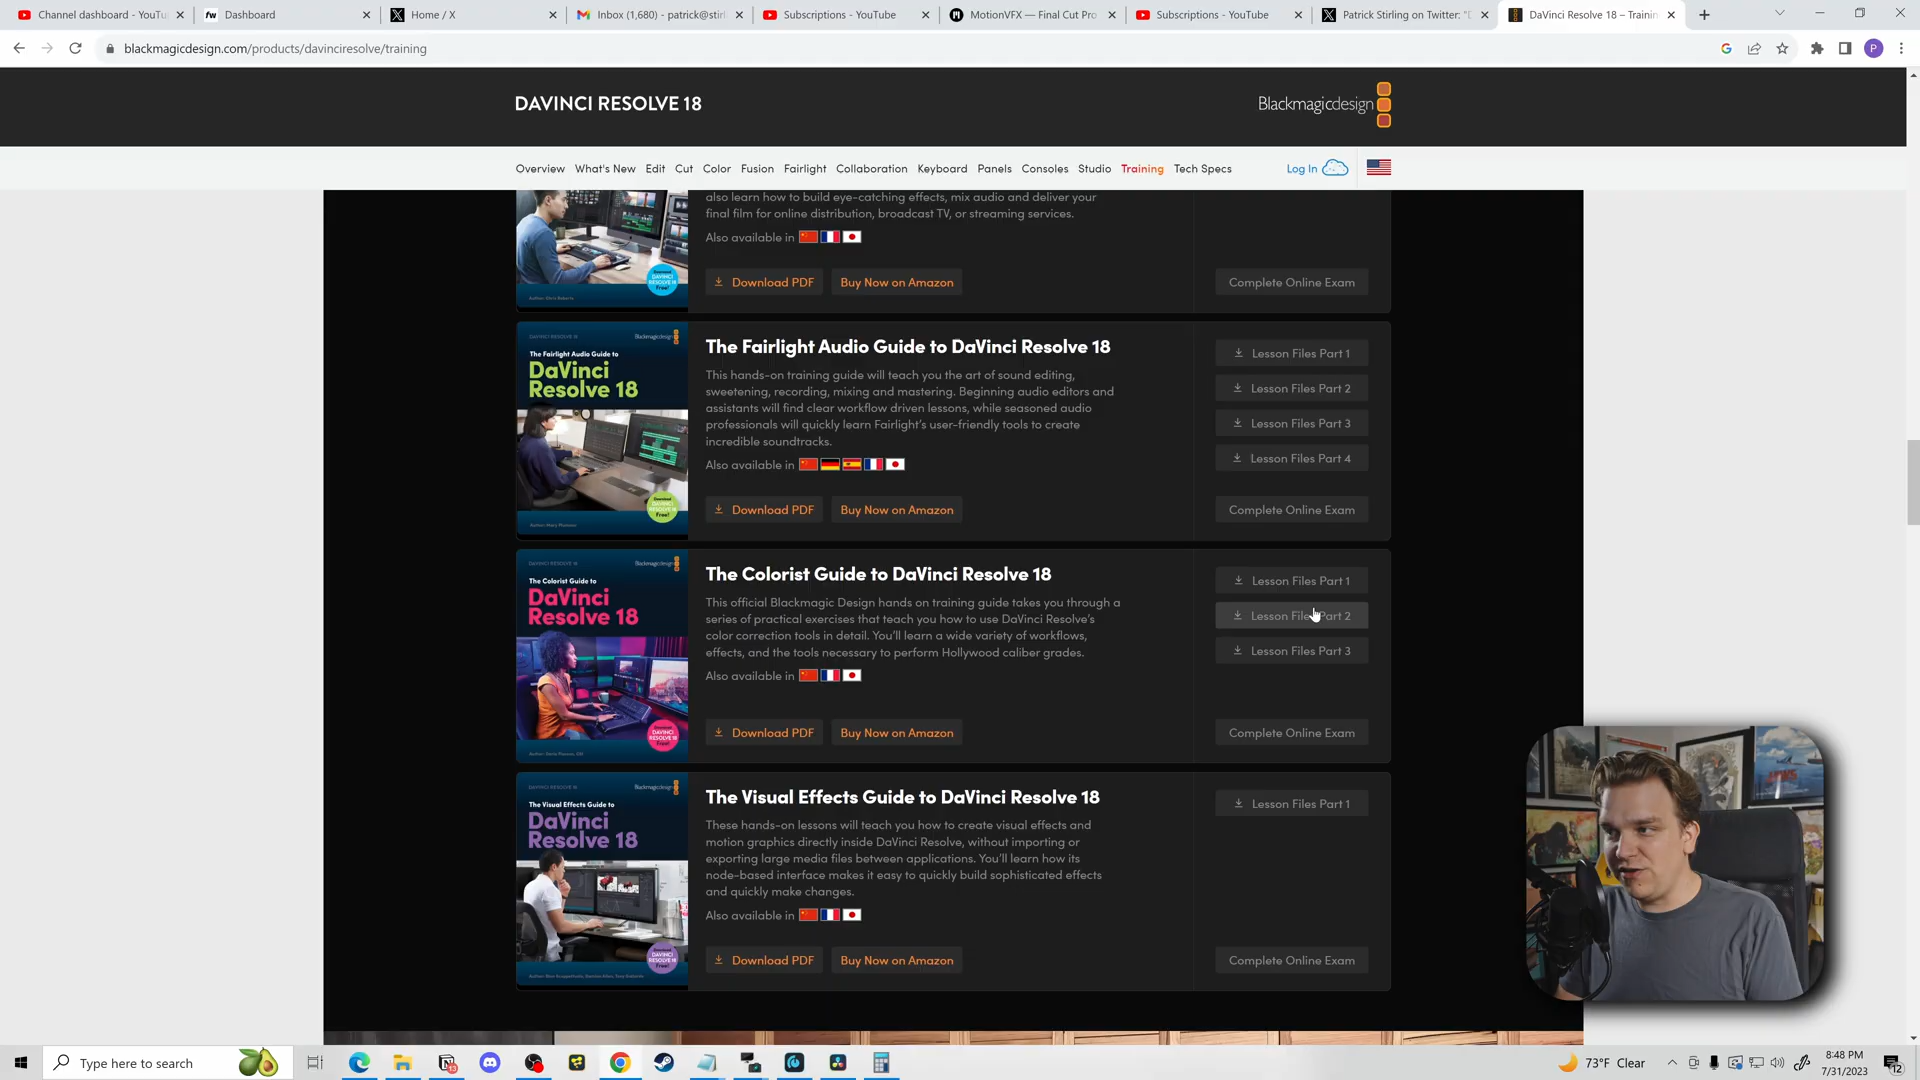 Channel dashboard - YouTu
fw Dashboard
Home / X
Inbox (1,680) - patrick@stirl
Subscriptions - YouTube
MotionVFX — Final Cut Pro
Subscriptions - YouTube
Patrick Stirling on Twitter: "D
DaVinci Resolve 18 – Trainin
blackmagicdesign.com/products/davinciresolve/training
P
DAVINCI RESOLVE 18
Blackmagicdesign
Overview What's New Edit Cut Color Fusion Fairlight Collaboration Keyboard Panels Consoles Studio Training Tech Specs
Log In
also learn how to build eye-catching effects, mix audio and deliver your
final film for online distribution, broadcast TV, or streaming services.
Also available in
Download PDF
Buy Now on Amazon
Complete Online Exam
DAVINCI RESOLVE 18
Blackmagicdesign
The Fairlight Audio Guide to
DaVinci
Resolve 18
The Fairlight Audio Guide to DaVinci Resolve 18
This hands-on training guide will teach you the art of sound editing,
sweetening, recording, mixing and mastering. Beginning audio editors and
assistants will find clear workflow driven lessons, while seasoned audio
professionals will quickly learn Fairlight's user-friendly tools to create
incredible soundtracks.
Also available in
Download PDF
Buy Now on Amazon
Lesson Files Part 1
Lesson Files Part 2
Lesson Files Part 3
Lesson Files Part 4
Complete Online Exam
DAVINCI RESOLVE 18
Blackmagicdesign
The Colorist Guide to
DaVinci
Resolve 18
The Colorist Guide to DaVinci Resolve 18
This official Blackmagic Design hands on training guide takes you through a
series of practical exercises that teach you how to use DaVinci Resolve's
color correction tools in detail. You'll learn a wide variety of workflows,
effects, and the tools necessary to perform Hollywood caliber grades.
Also available in
Download PDF
Buy Now on Amazon
Lesson Files Part 1
Lesson Files Part 2
Lesson Files Part 3
Complete Online Exam
DAVINCI RESOLVE 18
Blackmagicdesign
The Visual Effects Guide to
DaVinci
Resolve 18
The Visual Effects Guide to DaVinci Resolve 18
These hands-on lessons will teach you how to create visual effects and
motion graphics directly inside DaVinci Resolve, without importing or
exporting large media files between applications. You'll learn how its
node-based interface makes it easy to quickly build sophisticated effects
and quickly make changes.
Also available in
Download PDF
Buy Now on Amazon
Lesson Files Part 1
Complete Online Exam
JAWS
Type here to search
13
73°F Clear
8:48 PM
7/31/2023
12